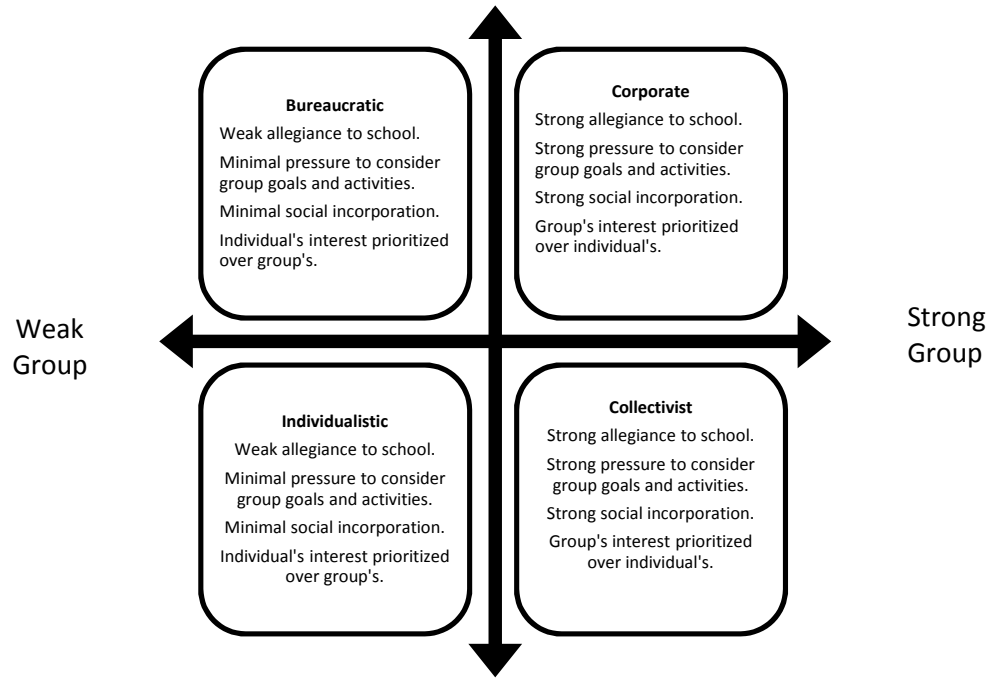 Bureaucratic
Weak allegiance to school.
Minimal pressure to consider
group goals and activities.
Minimal social incorporation.
Individual's interest prioritized
over group's.
Corporate
Strong allegiance to school.
Strong pressure to consider
group goals and activities.
Strong social incorporation.
Group's interest prioritized
over individual's.
Weak
Group
Strong
Group
Individualistic
Weak allegiance to school.
Minimal pressure to consider
group goals and activities.
Minimal social incorporation.
Individual's interest prioritized
over group's.
Collectivist
Strong allegiance to school.
Strong pressure to consider
group goals and activities.
Strong social incorporation.
Group's interest prioritized
over individual's.